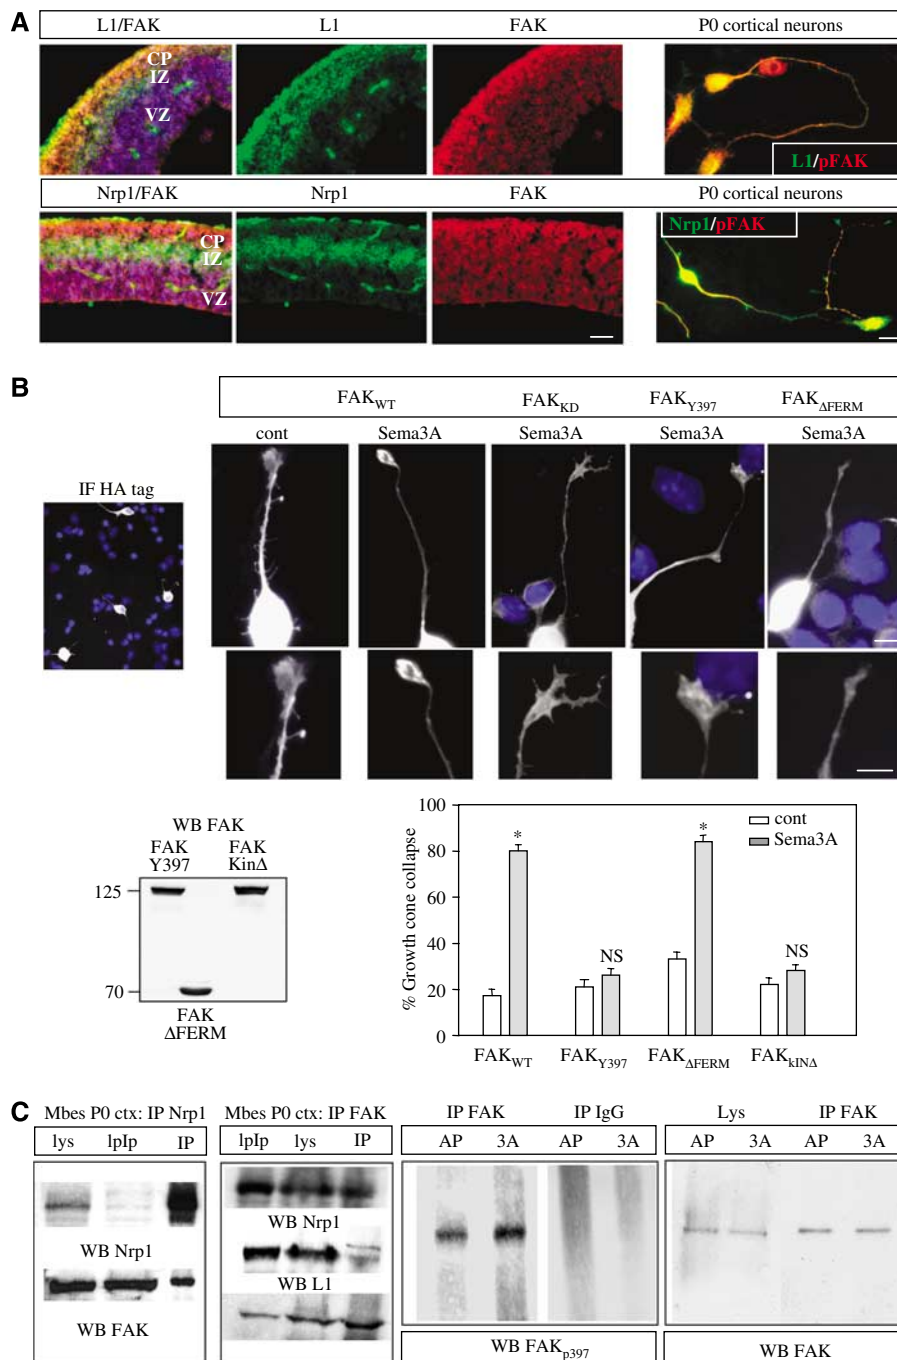 A
L1/FAK L1 FAK P0 cortical neurons
CP
IZ
VZ
L1/pFAK
Nrp1/FAK Nrp1 FAK P0 cortical neurons
CP
IZ
VZ
Nrp1/pFAK
B
FAKWT FAKKD FAKY397 FAKΔFERM
cont Sema3A Sema3A Sema3A Sema3A
IF HA tag
WB FAK
FAK FAK
Y397 KinΔ
125
70
FAK
ΔFERM
% Growth cone collapse
100
80
60
40
20
0
cont
Sema3A
*
NS
*
NS
FAKWT FAKY397 FAKΔFERM FAKkINΔ
C
Mbes P0 ctx: IP Nrp1 Mbes P0 ctx: IP FAK IP FAK IP IgG Lys IP FAK
lys lpIp IP lpIp lys IP AP 3A AP 3A AP 3A AP 3A
WB Nrp1
WB FAK
WB Nrp1
WB L1
WB FAKp397
WB FAK